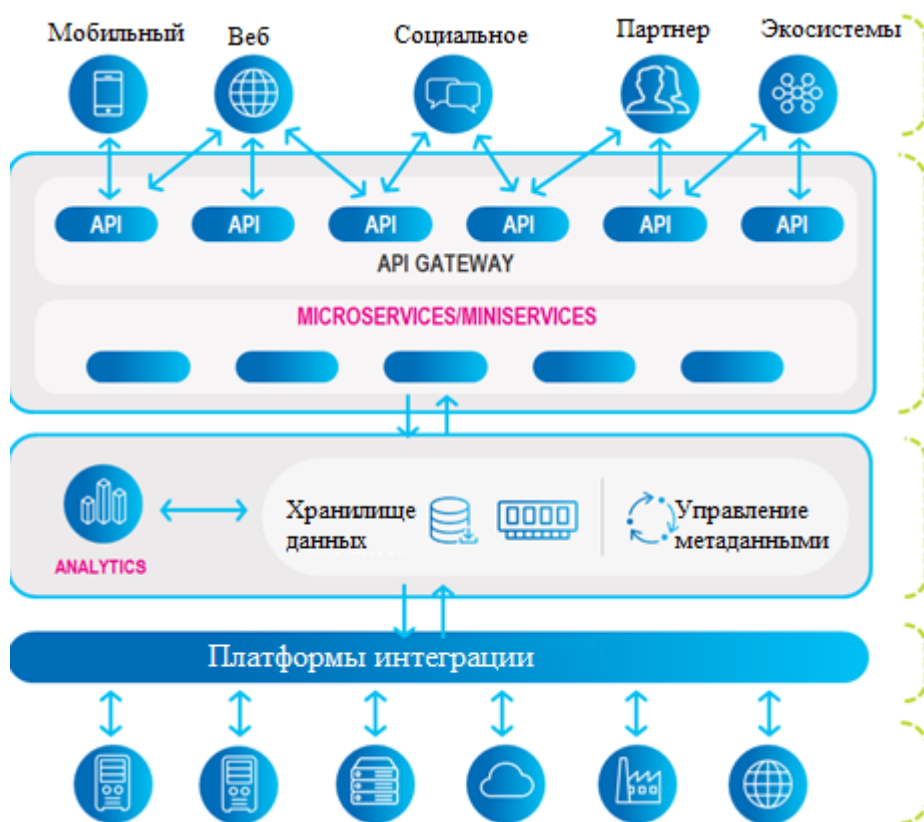 Мобильный
Веб
Социальное
Партнер
Экосистемы
API
API
API
API
API
API
API GATEWAY
MICROSERVICES/MINISERVICES
Хранилище
данных
Управление
метаданными
ANALYTICS
Платформы интеграции